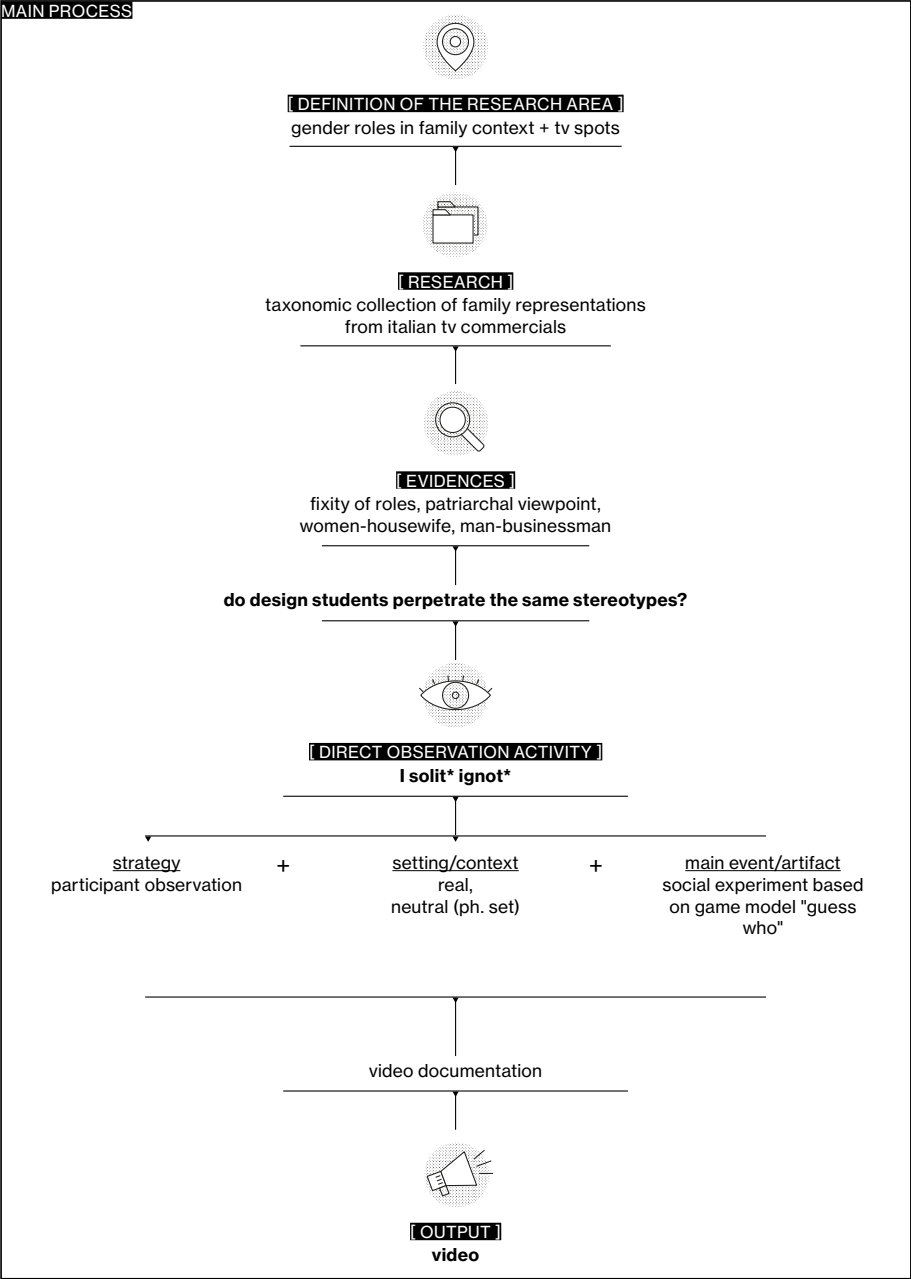 MAIN PROCESS
[ DEFINITION OF THE RESEARCH AREA ]
gender roles in family context + tv spots
[ RESEARCH ]
taxonomic collection of family representations
from italian tv commercials
[ EVIDENCES ]
fixity of roles, patriarchal viewpoint,
women-housewife, man-businessman
do design students perpetrate the same stereotypes?
[ DIRECT OBSERVATION ACTIVITY ]
I solit* ignot*
strategy
participant observation
+
setting/context
real,
neutral (ph. set)
+
main event/artifact
social experiment based
on game model "guess
who"
video documentation
[ OUTPUT ]
video